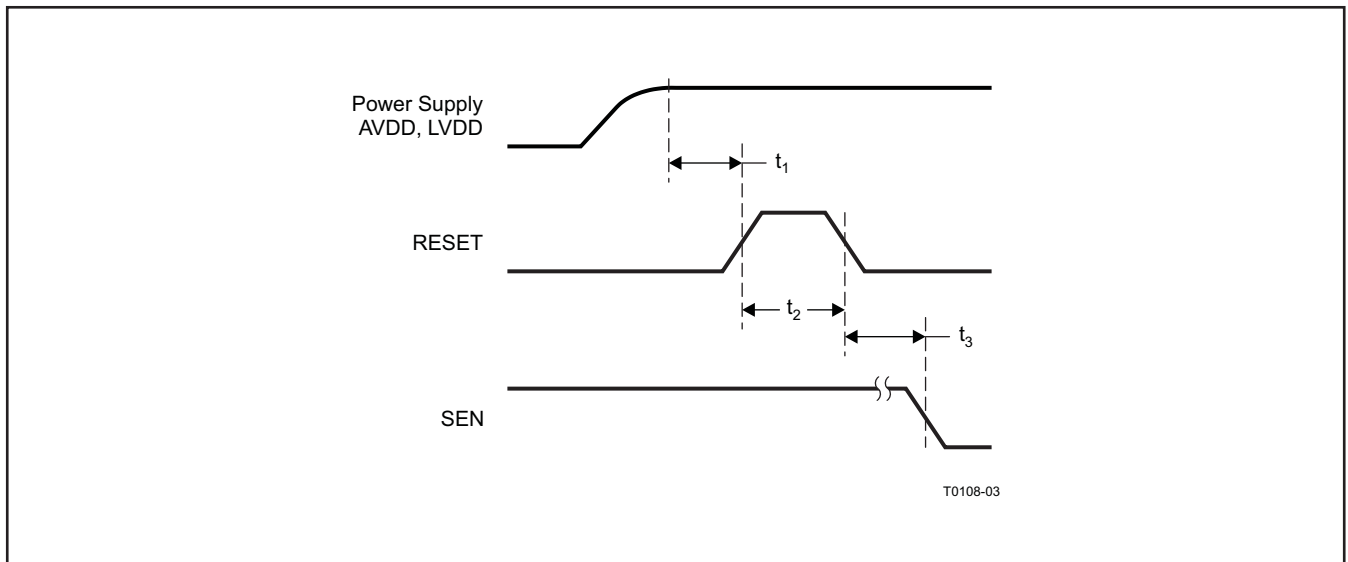 Power Supply
AVDD, LVDD
t1
RESET
t2
t3
SEN
T0108-03